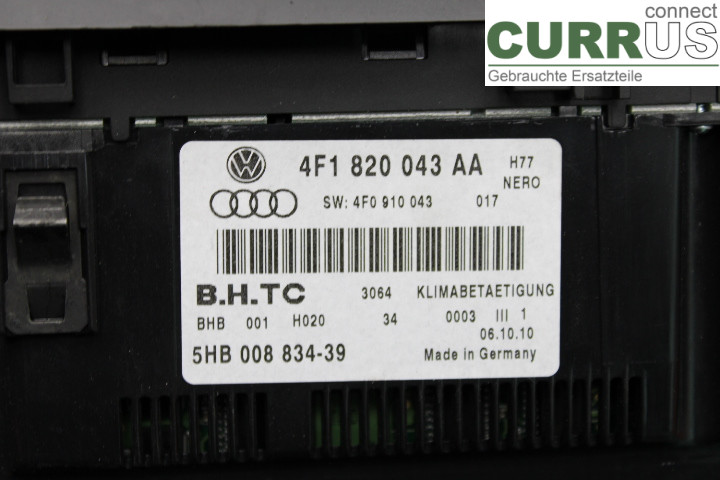 connect
CURRUS
Gebrauchte Ersatzteile
4F1 820 043 AA H77
NERO
SW: 4F0 910 043 017
B.H.TC 3064 KLIMABETAETIGUNG
BHB 001 H020 34 0003 III 1
06.10.10
5HB 008 834-39 Made in Germany